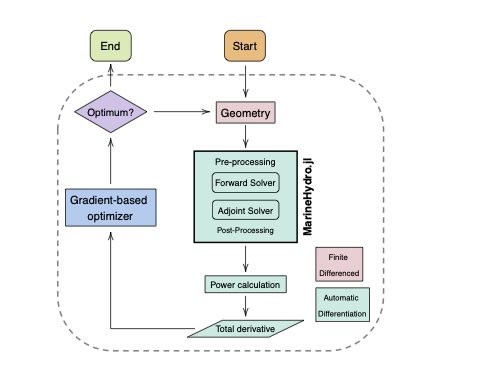 End
Start
Optimum?
Geometry
Pre-processing
Forward Solver
Adjoint Solver
Post-Processing
MarineHydro.jl
Gradient-based
optimizer
Finite
Differenced
Power calculation
Automatic
Differentiation
Total derivative